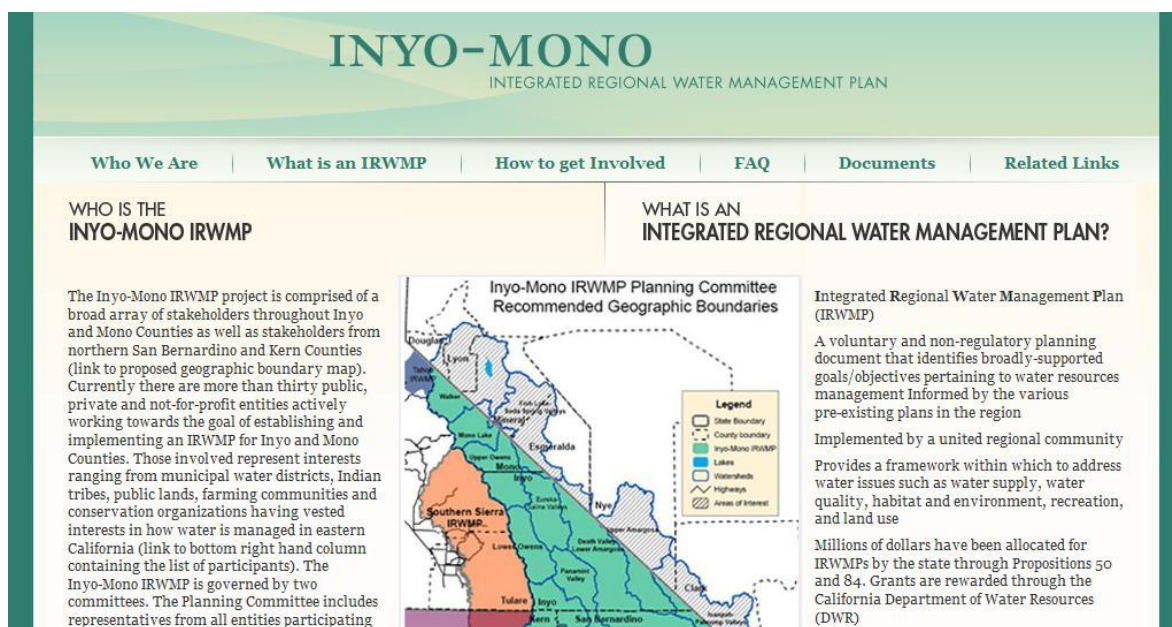 INYO-MONO
INTEGRATED REGIONAL WATER MANAGEMENT PLAN
Who We Are
What is an IRWMP
How to get Involved
FAQ
Documents
Related Links
WHO IS THE
INYO-MONO IRWMP
The Inyo-Mono IRWMP project is comprised of a
broad array of stakeholders throughout Inyo
and Mono Counties as well as stakeholders from
northern San Bernardino and Kern Counties
(link to proposed geographic boundary map).
Currently there are more than thirty public,
private and not-for-profit entities actively
working towards the goal of establishing and
implementing an IRWMP for Inyo and Mono
Counties. Those involved represent interests
ranging from municipal water districts, Indian
tribes, public lands, farming communities and
conservation organizations having vested
interests in how water is managed in eastern
California (link to bottom right hand column
containing the list of participants). The
Inyo-Mono IRWMP is governed by two
committees. The Planning Committee includes
representatives from all entities participating
Inyo-Mono IRWMP Planning Committee
Recommended Geographic Boundaries
Douglas
Lyon
Tahoe
IRWMP
Walker
Mineral
Mono Lake
Esmeralda
Upper Owens
Mono
Inyo
Eureka-
Saline Valleys
Nye
Southern Sierra
IRWMP
Upper Amargosa
Lower Owens
Death Valley
Lower Amargosa
Panamint
Valley
Clark
Tulare
Inyo
Kern
San Bernardino
Legend
State Boundary
County boundary
Inyo-Mono IRWMP
Lakes
Watersheds
Highways
Areas of Interest
WHAT IS AN
INTEGRATED REGIONAL WATER MANAGEMENT PLAN?
Integrated Regional Water Management Plan
(IRWMP)
A voluntary and non-regulatory planning
document that identifies broadly-supported
goals/objectives pertaining to water resources
management Informed by the various
pre-existing plans in the region
Implemented by a united regional community
Provides a framework within which to address
water issues such as water supply, water
quality, habitat and environment, recreation,
and land use
Millions of dollars have been allocated for
IRWMPs by the state through Propositions 50
and 84. Grants are rewarded through the
California Department of Water Resources
(DWR)